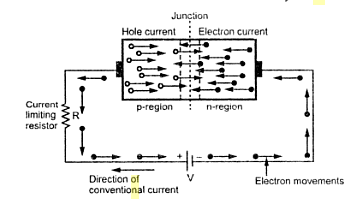 Junction
Hole current
Electron current
p-region
n-region
Current
limiting
resistor
R
+
–
V
Direction of
conventional current
Electron movements